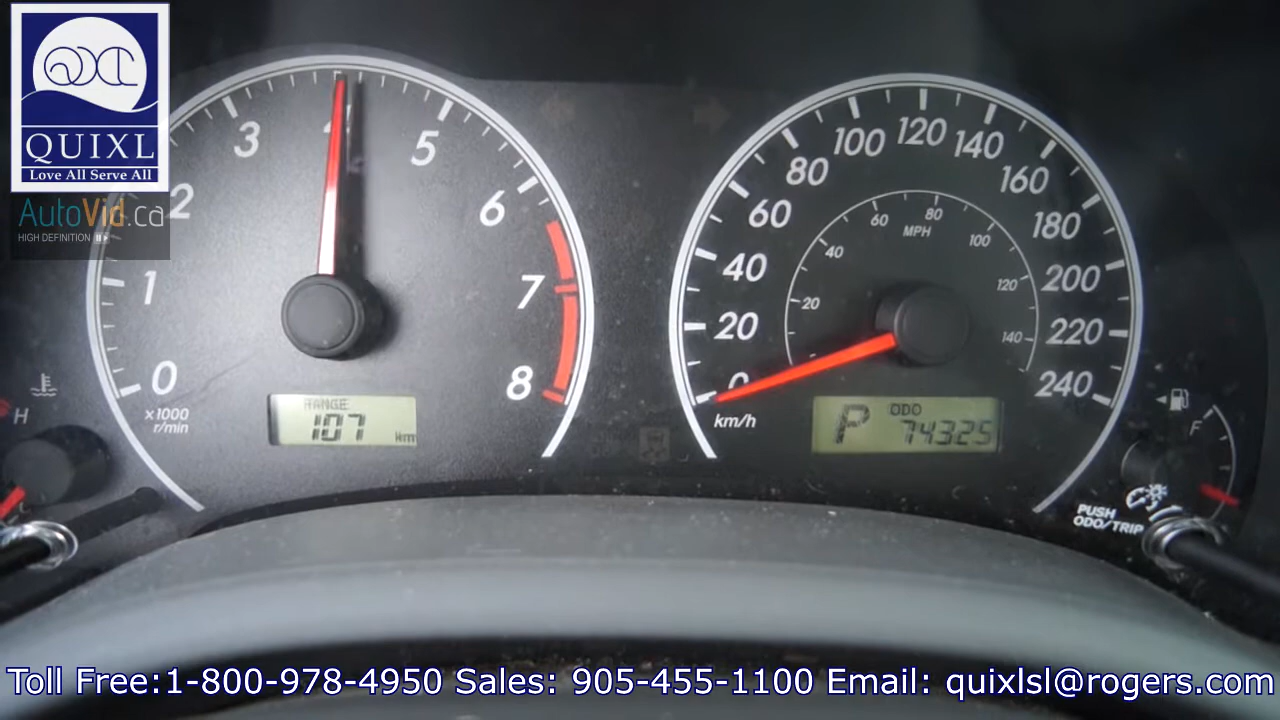 QUIXL
Love All Serve All
AutoVid.ca
HIGH DEFINITION
0
1
2
3
4
5
6
7
8
x1000
r/min
RANGE
107 Km
H
0
20
40
60
80
100
120
140
160
180
200
220
240
km/h
20
40
60
80
100
120
140
MPH
P ODO
74325
F
PUSH
ODO/TRIP
Toll Free:1-800-978-4950 Sales: 905-455-1100 Email: quixlsl@rogers.com